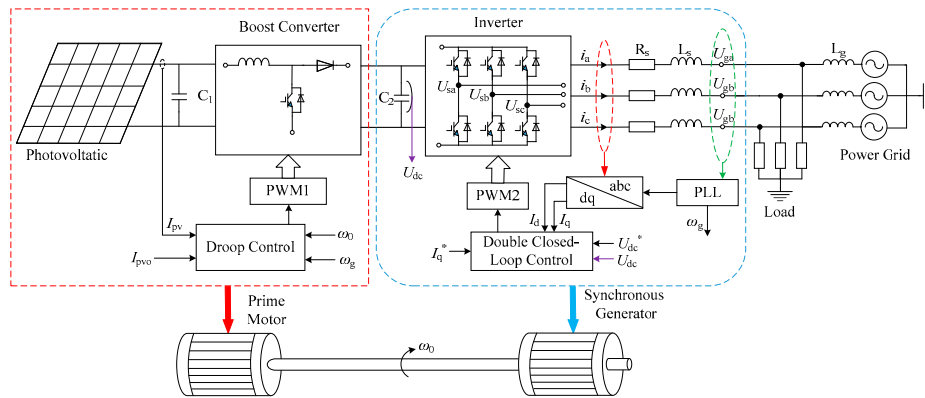 Boost Converter
Inverter
C1
C2
Usa
Usb
Usc
ia
ib
ic
Rs
Ls
Uga
Ugb
Ugb
Lg
Photovoltatic
Udc
Power Grid
PWM1
PWM2
abc
dq
PLL
Load
Ipv
Id
Iq
ωg
Droop Control
ω0
Ipvo
ωg
Iq*
Double Closed-
Loop Control
Udc*
Udc
Prime
Motor
Synchronous
Generator
ω0